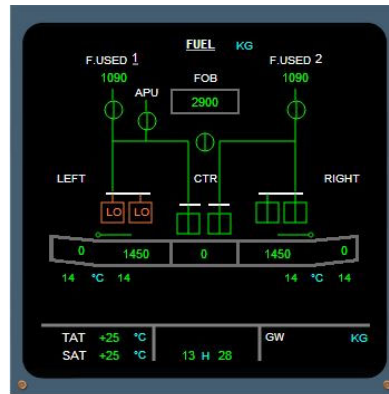 FUEL KG
F.USED 1 F.USED 2
1090 FOB 1090
APU
2900
LEFT CTR RIGHT
LO LO
0 1450 0 1450 0
14 °C 14 14 °C 14
TAT +25 °C GW KG
SAT +25 °C 13 H 28